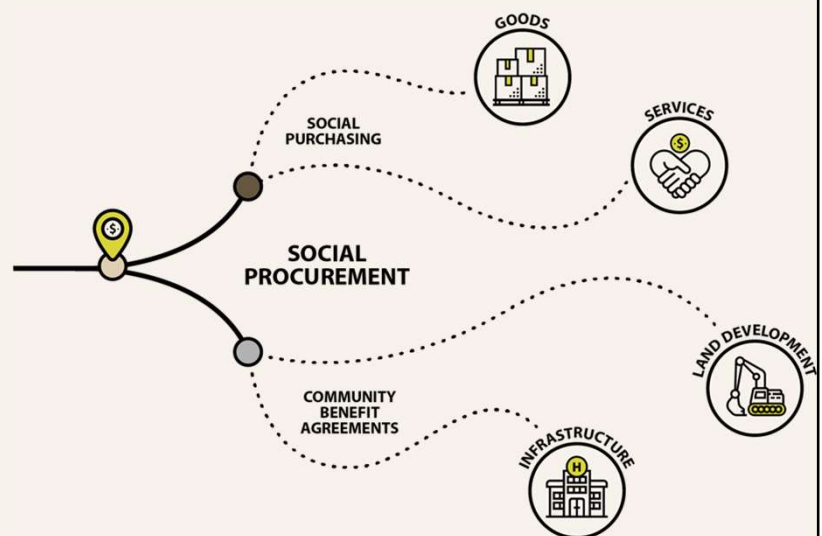 GOODS
SOCIAL
PURCHASING
SERVICES
$
$
SOCIAL
PROCUREMENT
LAND DEVELOPMENT
COMMUNITY
BENEFIT
AGREEMENTS
INFRASTRUCTURE
H